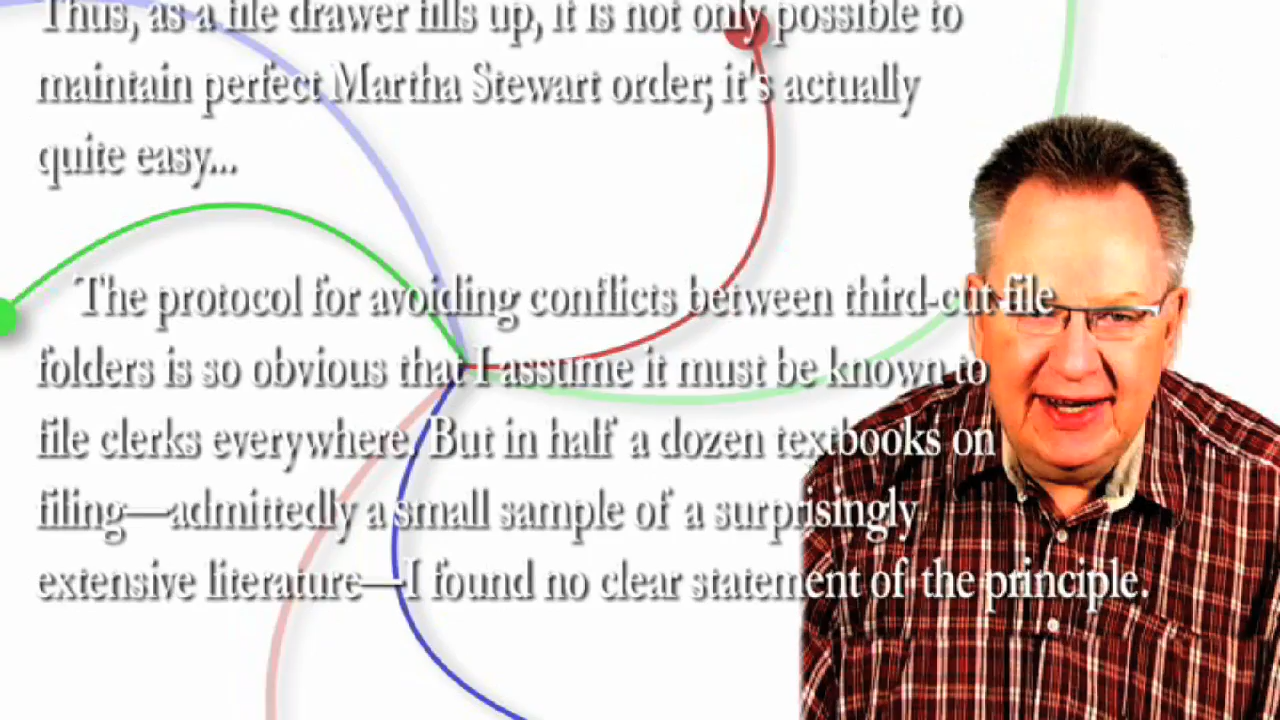 Thus, as a file drawer fills up, it is not only possible to
maintain perfect Martha Stewart order; it's actually
quite easy...
The protocol for avoiding conflicts between third-cut file
folders is so obvious that I assume it must be known to
file clerks everywhere. But in half a dozen textbooks on
filing—admittedly a small sample of a surprisingly
extensive literature—I found no clear statement of the principle.